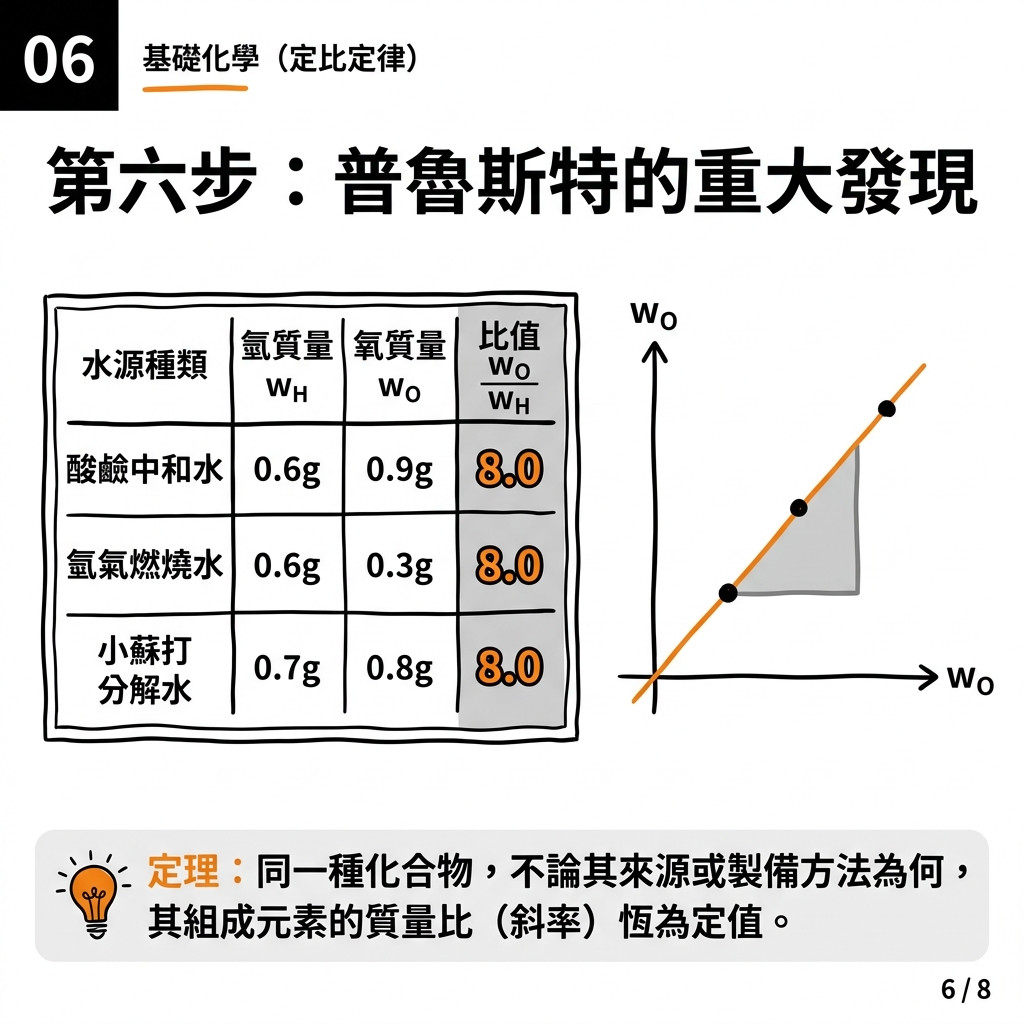 06
基礎化學（定比定律）
第六步：普魯斯特的重大發現
水源種類
氫質量
wH
氧質量
wO
比值
wO
wH
酸鹼中和水
0.6g
0.9g
8.0
氫氣燃燒水
0.6g
0.3g
8.0
小蘇打
分解水
0.7g
0.8g
8.0
wO
wO
定理：同一種化合物，不論其來源或製備方法為何，
其組成元素的質量比（斜率）恆為定值。
6 / 8